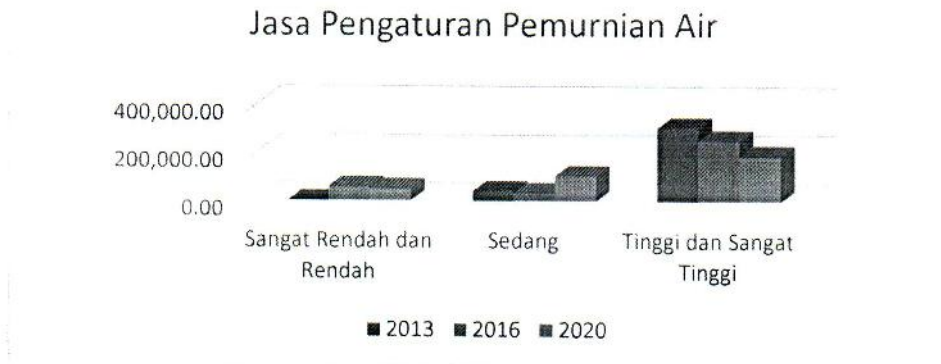 Jasa Pengaturan Pemurnian Air
400,000.00
200,000.00
0.00
Sangat Rendah dan
Rendah
Sedang
Tinggi dan Sangat
Tinggi
2013 2016 2020